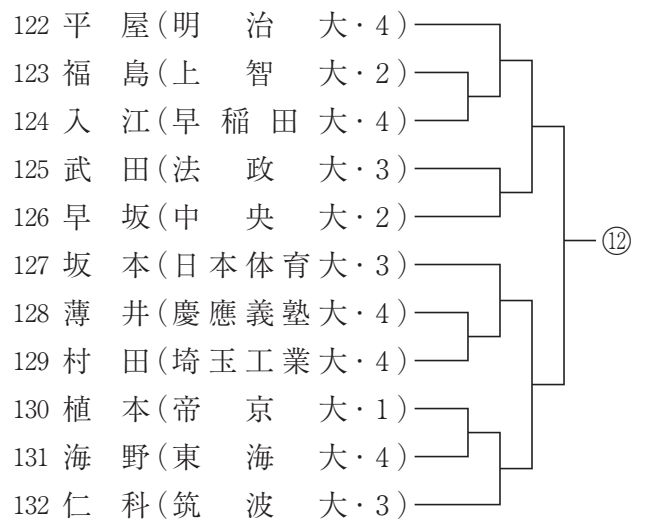 122 平屋(明治大・4)
123 福島(上智大・2)
124 入江(早稲田大・4)
125 武田(法政大・3)
126 早坂(中央大・2)
⑫
127 坂本(日本体育大・3)
128 薄井(慶應義塾大・4)
129 村田(埼玉工業大・4)
130 植本(帝京大・1)
131 海野(東海大・4)
132 仁科(筑波大・3)